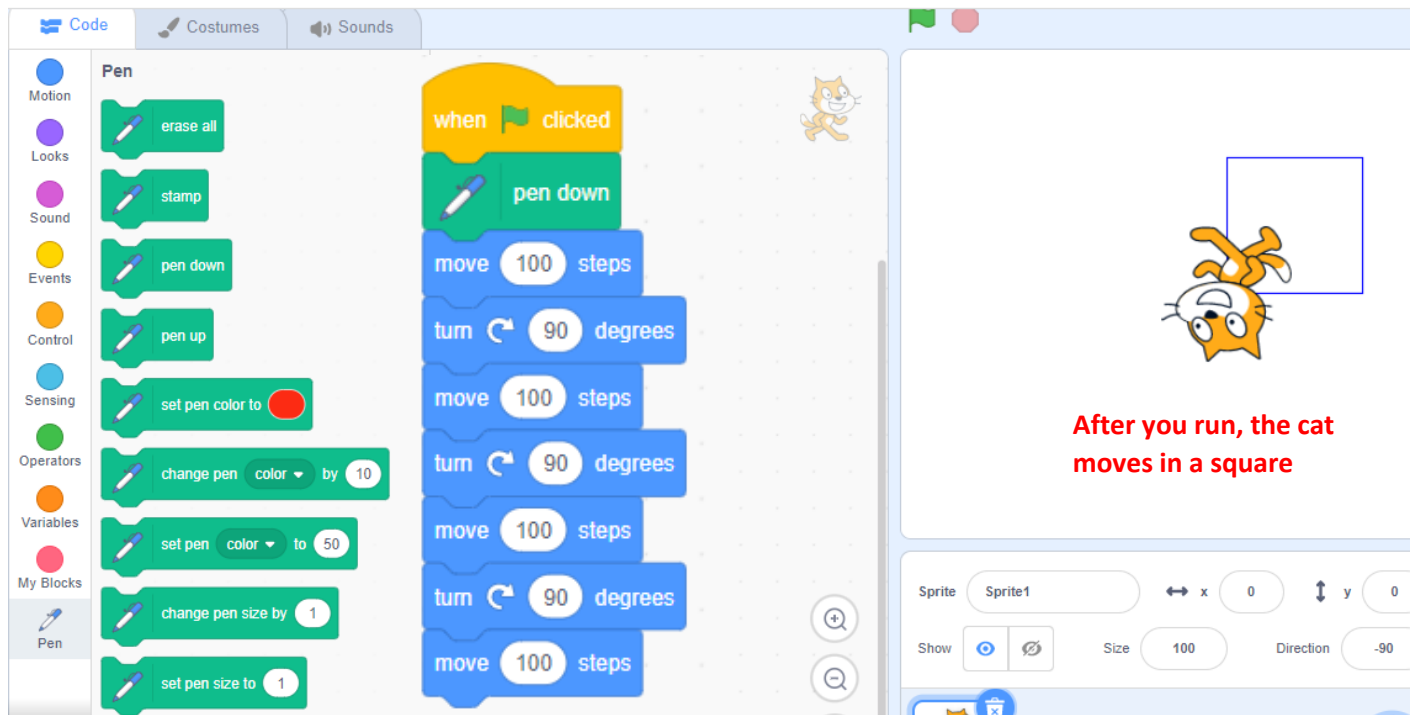 Code
Costumes
Sounds
Motion
Looks
Sound
Events
Control
Sensing
Operators
Variables
My Blocks
Pen
Pen
erase all
stamp
pen down
pen up
set pen color to
change pen color by 10
set pen color to 50
change pen size by 1
set pen size to 1
when clicked
pen down
move 100 steps
turn 90 degrees
move 100 steps
turn 90 degrees
move 100 steps
turn 90 degrees
move 100 steps
After you run, the cat
moves in a square
Sprite Sprite1 x 0 y 0
Show Size 100 Direction -90